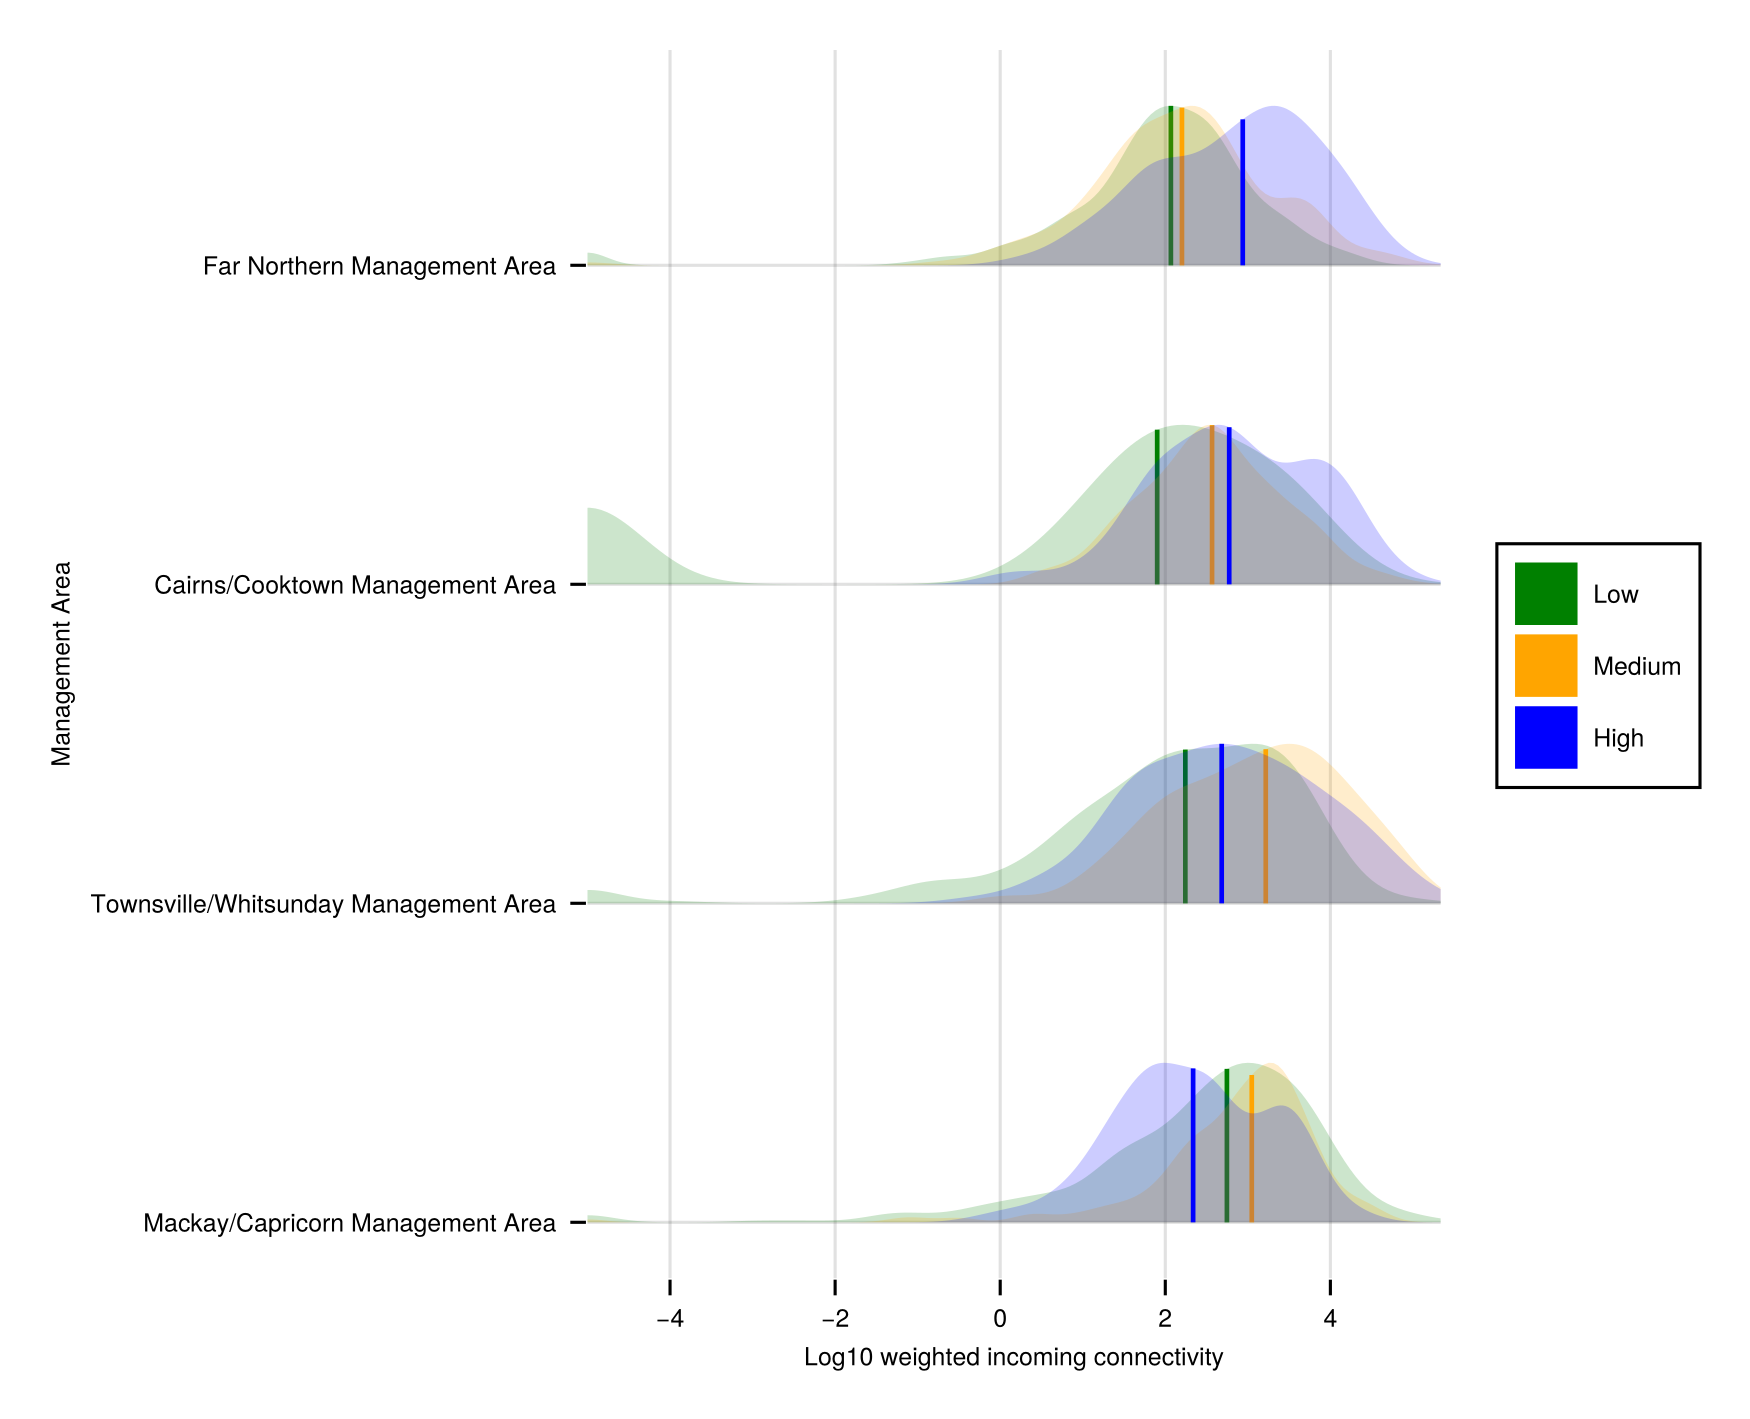 Far Northern Management Area
Cairns/Cooktown Management Area
Townsville/Whitsunday Management Area
Mackay/Capricorn Management Area
Management Area
−4
−2
0
2
4
Log10 weighted incoming connectivity
Low
Medium
High